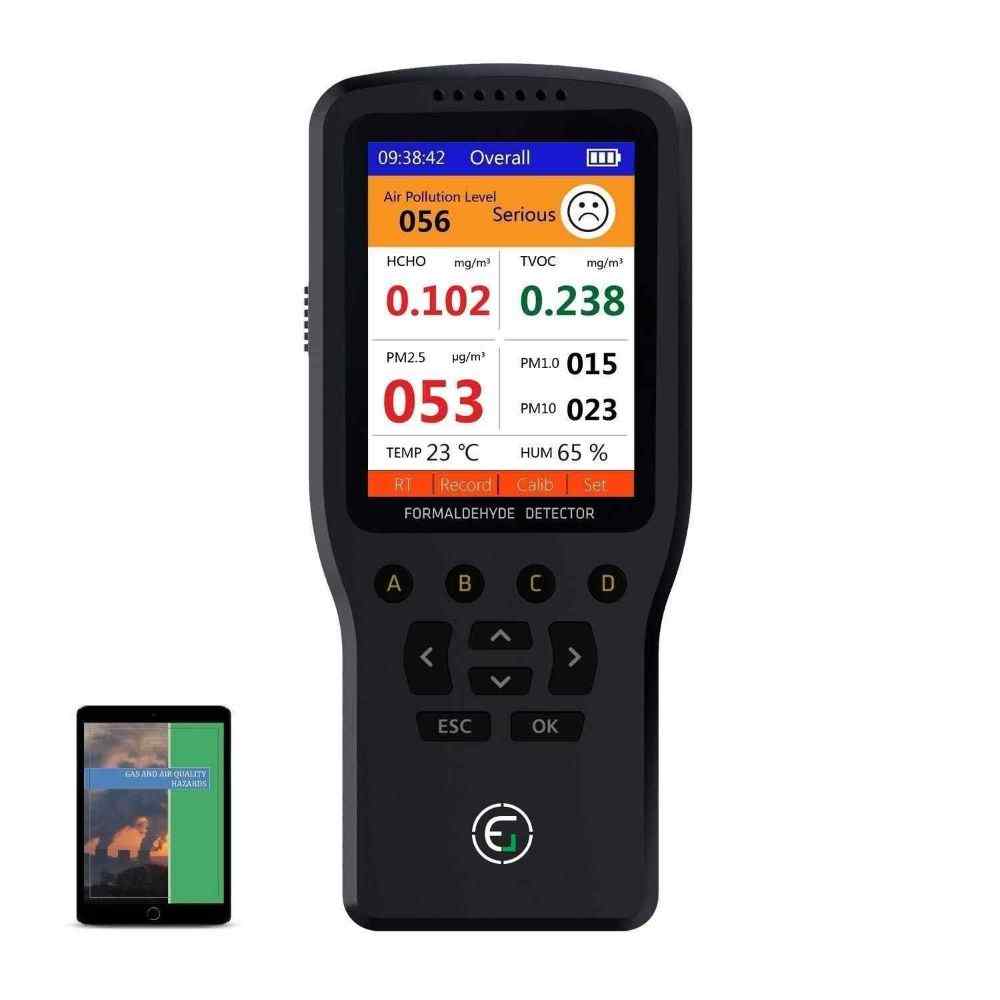 09:38:42 Overall
Air Pollution Level
056 Serious
HCHO mg/m³ TVOC mg/m³
0.102 0.238
PM2.5 µg/m³ PM1.0 015
053 PM10 023
TEMP 23 ℃ HUM 65 %
RT Record Calib Set
FORMALDEHYDE DETECTOR
A B C D
ESC OK
GAS AND AIR QUALITY
HAZARDS